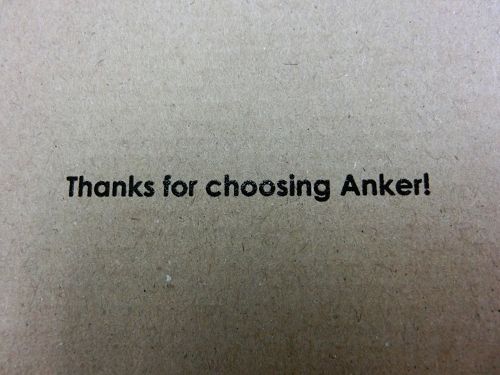 Thanks for choosing Anker!